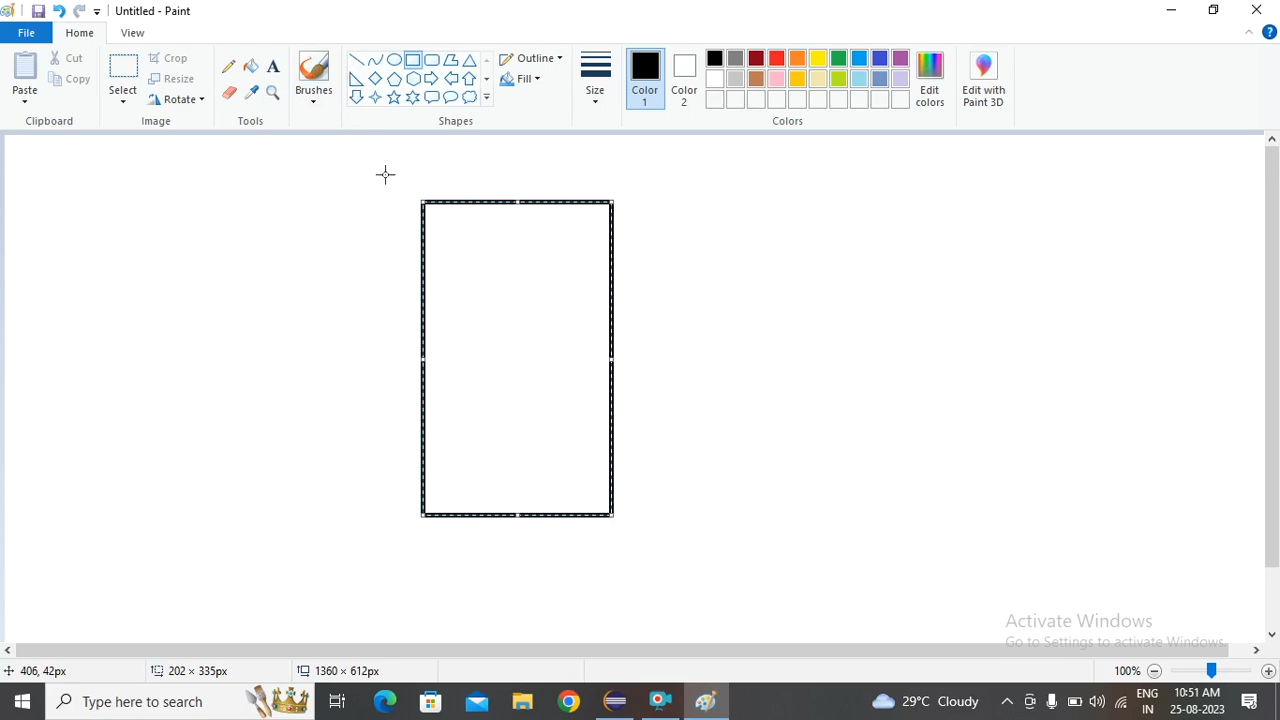 Untitled - Paint
File Home View
Paste
Cut
Copy
Clipboard
Select
Crop
Resize
Rotate
Image
Tools
Brushes
Shapes
Outline
Fill
Size
Color 1
Color 2
Edit colors
Colors
Edit with Paint 3D
Activate Windows
Go to Settings to activate Windows.
406, 42px 202 × 335px 1360 × 612px 100%
Type here to search
29°C Cloudy
ENG IN
10:51 AM
25-08-2023